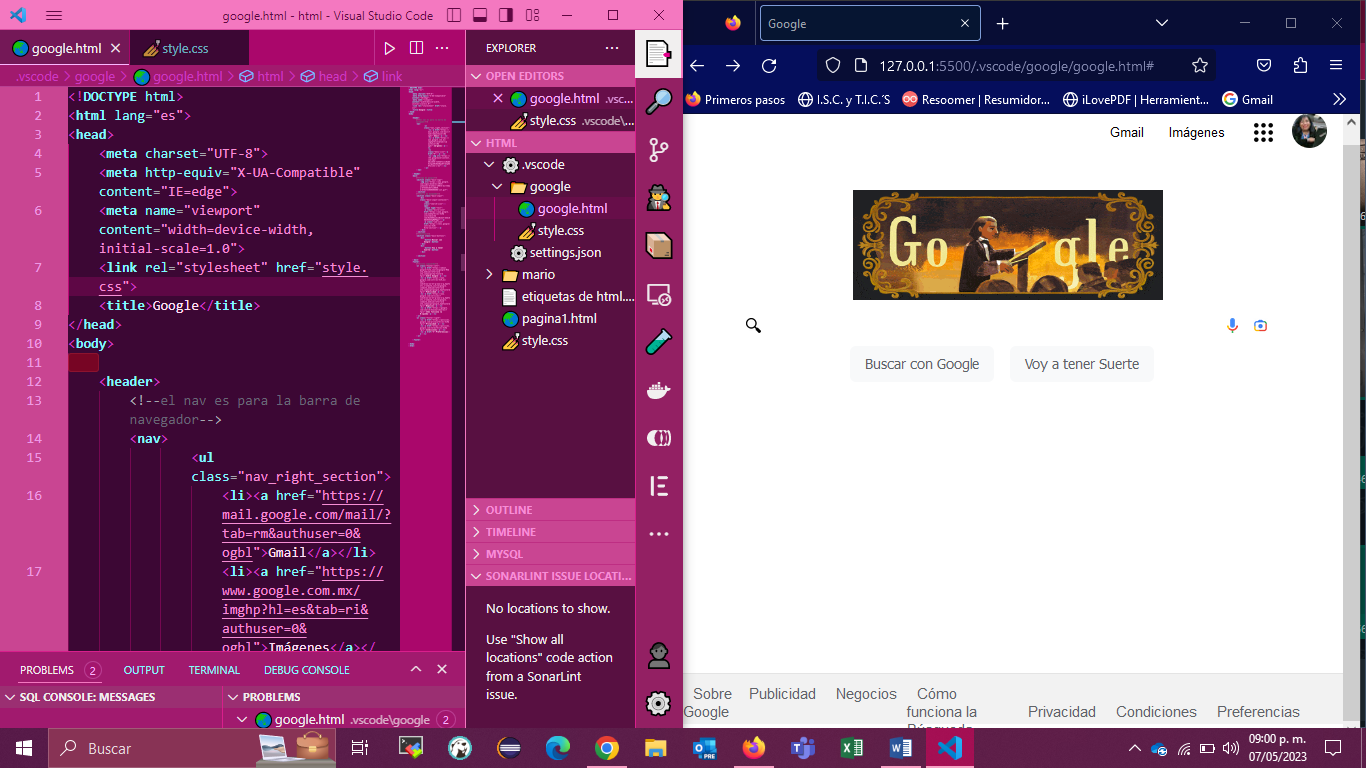 google.html - html - Visual Studio Code
google.html
style.css
.vscode > google > google.html > html > head > link
1 <!DOCTYPE html>
2 <html lang="es">
3 <head>
4 <meta charset="UTF-8">
5 <meta http-equiv="X-UA-Compatible"
content="IE=edge">
6 <meta name="viewport"
content="width=device-width,
initial-scale=1.0">
7 <link rel="stylesheet" href="style.
css">
8 <title>Google</title>
9 </head>
10 <body>
11
12 <header>
13 <!--el nav es para la barra de
navegador-->
14 <nav>
15 <ul
class="nav_right_section">
16 <li><a href="https://
mail.google.com/mail/?
tab=rm&authuser=0&
ogbl">Gmail</a></li>
17 <li><a href="https://
www.google.com.mx/
imghp?hl=es&tab=ri&
authuser=0&
ogbl">Imágenes</a></
PROBLEMS 2 OUTPUT TERMINAL DEBUG CONSOLE
SQL CONSOLE: MESSAGES
PROBLEMS
google.html .vscode\google 2
EXPLORER
OPEN EDITORS
google.html .vsc...
style.css .vscode\...
HTML
.vscode
google
google.html
style.css
settings.json
mario
etiquetas de html....
pagina1.html
style.css
OUTLINE
TIMELINE
MYSQL
SONARLINT ISSUE LOCATI...
No locations to show.
Use "Show all
locations" code action
from a SonarLint
issue.
Google
127.0.0.1:5500/.vscode/google/google.html#
Primeros pasos
I.S.C. y T.I.C.´S
Resoomer | Resumidor...
iLovePDF | Herrament...
Gmail
Gmail Imágenes
Google
Buscar con Google Voy a tener Suerte
Sobre
Google
Publicidad
Negocios
Cómo
funciona la
Búsqueda
Privacidad
Condiciones
Preferencias
Buscar
PRE
09:00 p. m.
07/05/2023